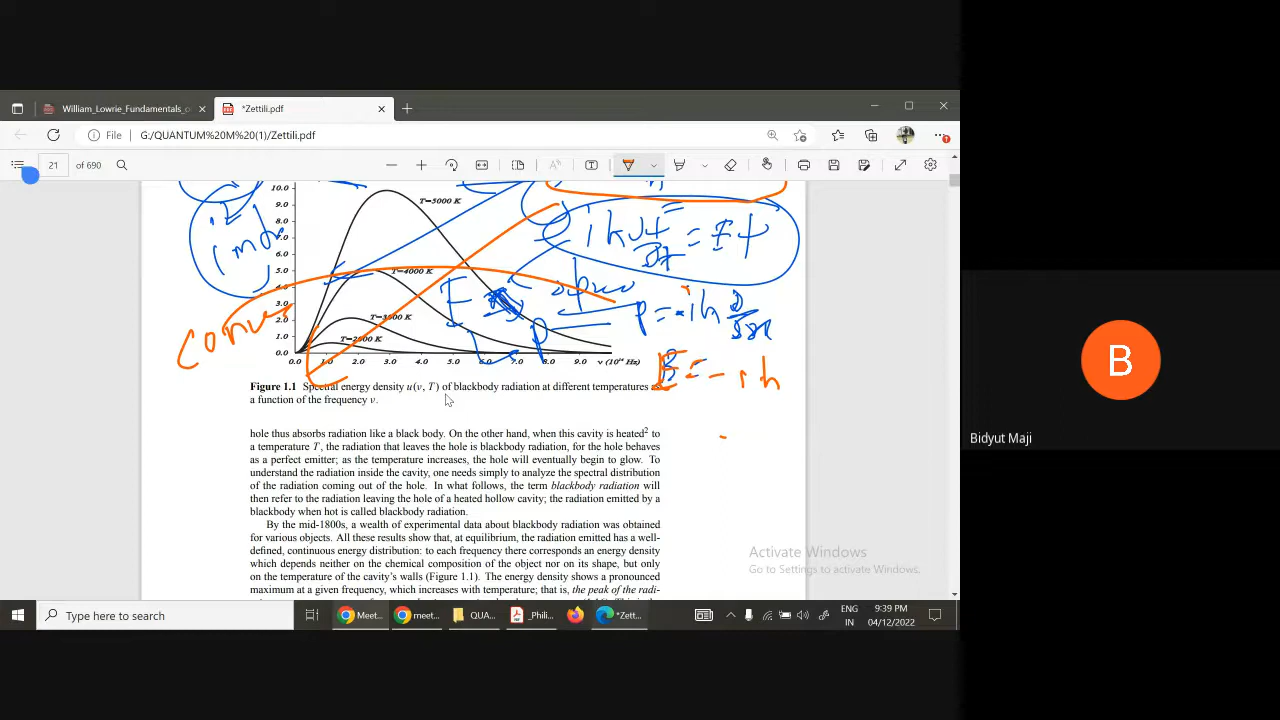 William_Lowrie_Fundamentals_o
*Zettili.pdf
File
G:/QUANTUM%20M%20(1)/Zettili.pdf
21 of 690
10.0
9.0
8.0
7.0
6.0
5.0
4.0
3.0
2.0
1.0
0.0
T=5000 K
T=4000 K
T=3000 K
T=2000 K
0.0 1.0 2.0 3.0 4.0 5.0 6.0 7.0 8.0 9.0 ν (10¹⁴ Hz)
= Eψ
p = -iħ
E = - i h
Figure 1.1 Spectral energy density u(ν, T) of blackbody radiation at different temperatures
a function of the frequency ν.
hole thus absorbs radiation like a black body. On the other hand, when this cavity is heated² to
a temperature T, the radiation that leaves the hole is blackbody radiation, for the hole behaves
as a perfect emitter; as the temperature increases, the hole will eventually begin to glow. To
understand the radiation inside the cavity, one needs simply to analyze the spectral distribution
of the radiation coming out of the hole. In what follows, the term blackbody radiation will
then refer to the radiation leaving the hole of a heated hollow cavity; the radiation emitted by a
blackbody when hot is called blackbody radiation.
By the mid-1800s, a wealth of experimental data about blackbody radiation was obtained
for various objects. All these results show that, at equilibrium, the radiation emitted has a well-
defined, continuous energy distribution: to each frequency there corresponds an energy density
which depends neither on the chemical composition of the object nor on its shape, but only
on the temperature of the cavity's walls (Figure 1.1). The energy density shows a pronounced
maximum at a given frequency, which increases with temperature; that is, the peak of the radi-
Activate Windows
Go to Settings to activate Windows.
B
Bidyut Maji
Type here to search
Meet...
meet...
QUA...
_Phili...
*Zett...
ENG
IN
9:39 PM
04/12/2022